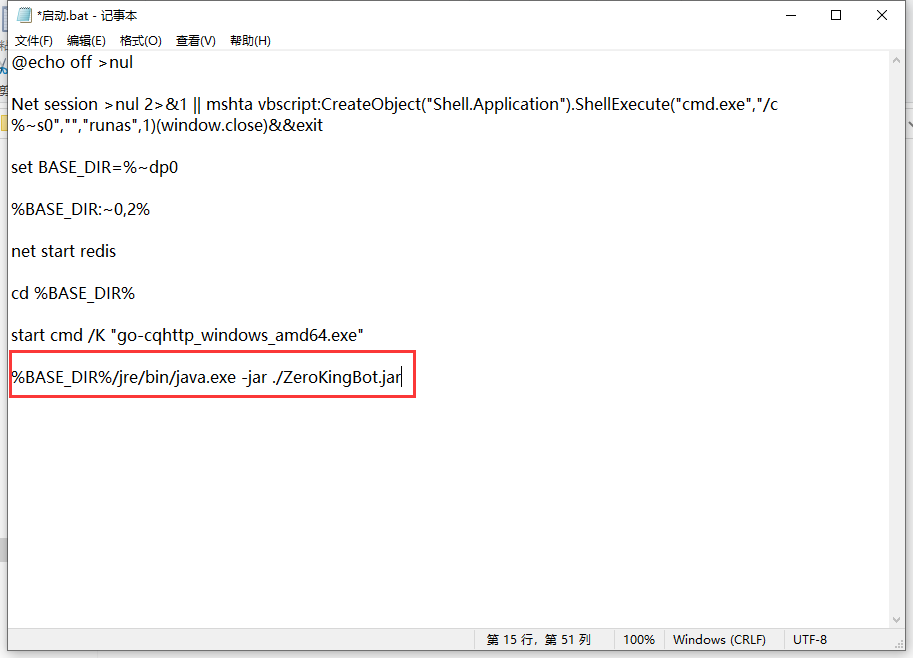 *启动.bat - 记事本
文件(F) 编辑(E) 格式(O) 查看(V) 帮助(H)
@echo off >nul
Net session >nul 2>&1 || mshta vbscript:CreateObject("Shell.Application").ShellExecute("cmd.exe","/c
%~s0","","runas",1)(window.close)&&exit
set BASE_DIR=%~dp0
%BASE_DIR:~0,2%
net start redis
cd %BASE_DIR%
start cmd /K "go-cqhttp_windows_amd64.exe"
%BASE_DIR%/jre/bin/java.exe -jar ./ZeroKingBot.jar
第 15 行，第 51 列 100% Windows (CRLF) UTF-8